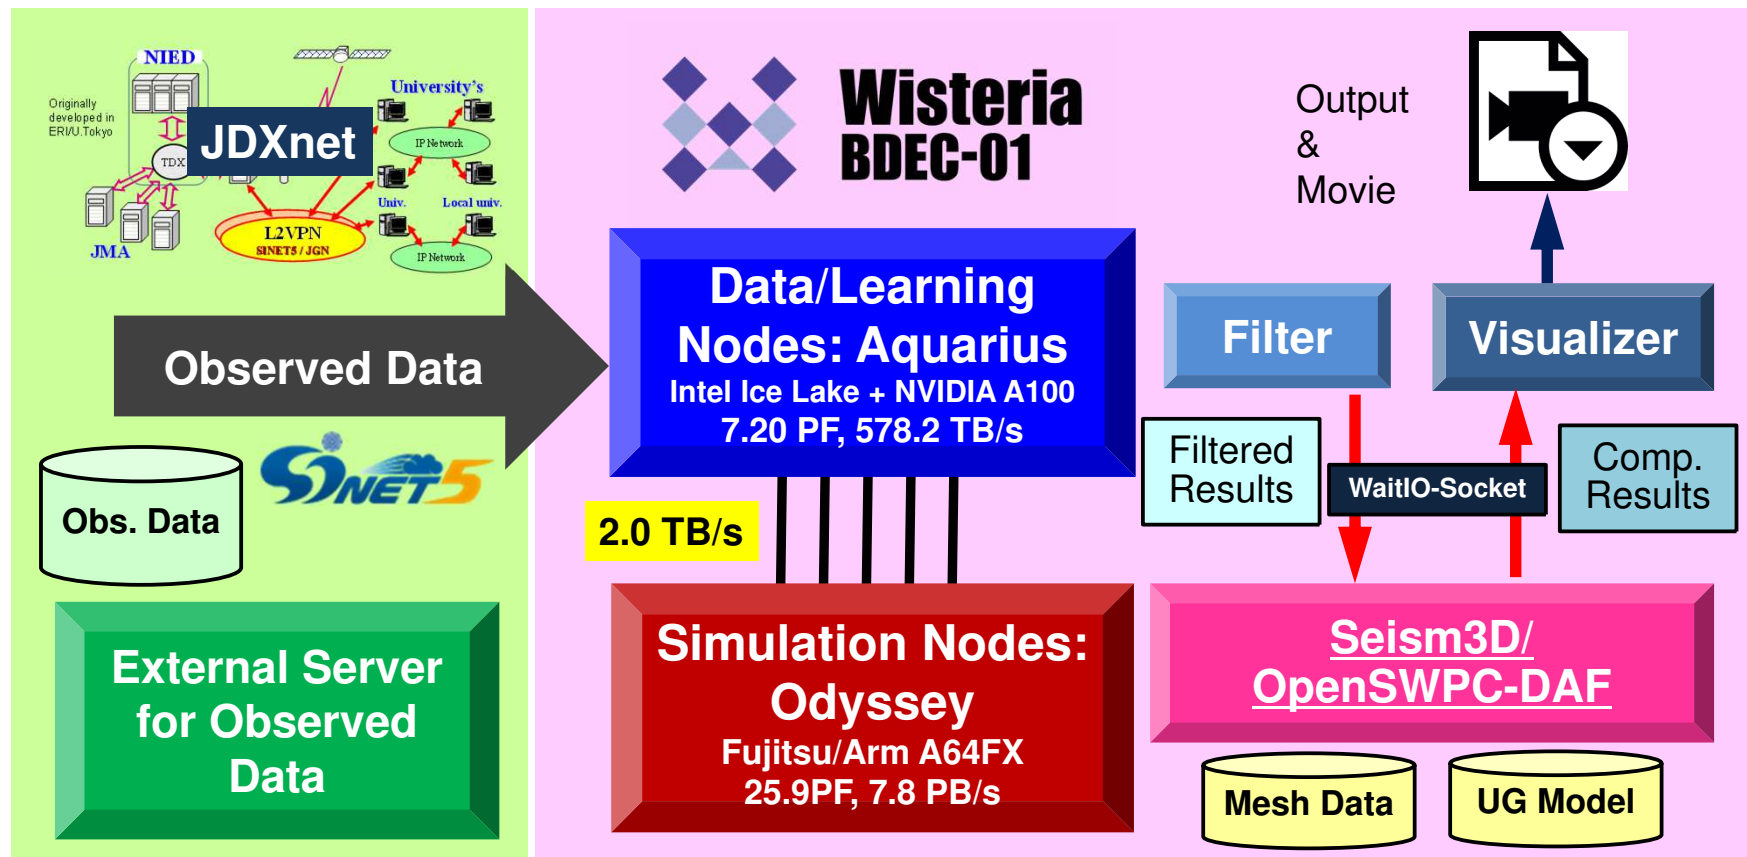 NIED
Originally
developed in
ERI/U.Tokyo
JDXnet
TDX
JMA
University's
IP Network
Univ.
Local univ.
L2VPN
SINET5 / JGN
IP Network
Observed Data
SINET5
Obs. Data
External Server
for Observed
Data
Wisteria
BDEC-01
Data/Learning
Nodes: Aquarius
Intel Ice Lake + NVIDIA A100
7.20 PF, 578.2 TB/s
2.0 TB/s
Simulation Nodes:
Odyssey
Fujitsu/Arm A64FX
25.9PF, 7.8 PB/s
Output
&
Movie
Filter
Visualizer
Filtered
Results
WaitIO-Socket
Comp.
Results
Seism3D/
OpenSWPC-DAF
Mesh Data
UG Model